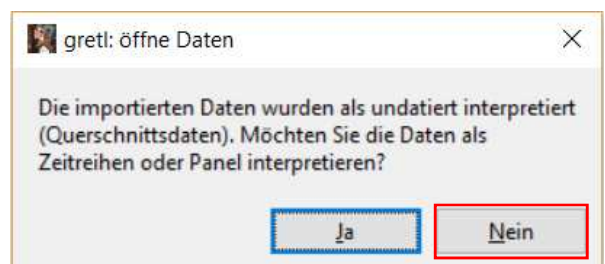 gretl: öffne Daten
Die importierten Daten wurden als undatiert interpretiert
(Querschnittsdaten). Möchten Sie die Daten als
Zeitreihen oder Panel interpretieren?
Ja Nein